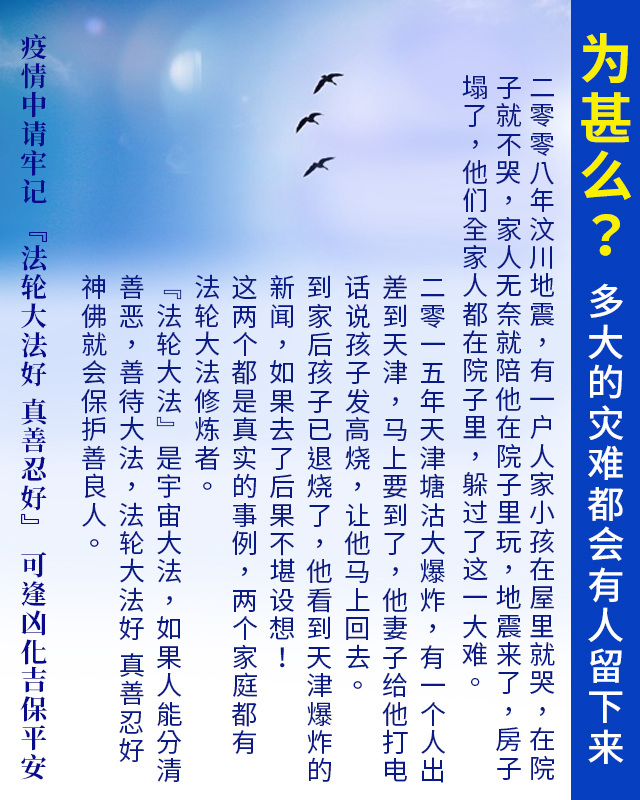 为甚么？多大的灾难都会有人留下来
二零零八年汶川地震，有一户人家小孩在屋里就哭，在院
子就不哭，家人无奈就陪他在院子里玩，地震来了，房子
塌了，他们全家人都在院子里，躲过了这一大难。
二零一五年天津塘沽大爆炸，有一个人出
差到天津，马上要到了，他妻子给他打电
话说孩子发高烧，让他马上回去。
到家后孩子已退烧了，他看到天津爆炸的
新闻，如果去了后果不堪设想！
这两个都是真实的事例，两个家庭都有
法轮大法修炼者。
『法轮大法』是宇宙大法，如果人能分清
善恶，善待大法，法轮大法好 真善忍好
神佛就会保护善良人。
疫情中请牢记『法轮大法好 真善忍好』 可逢凶化吉保平安